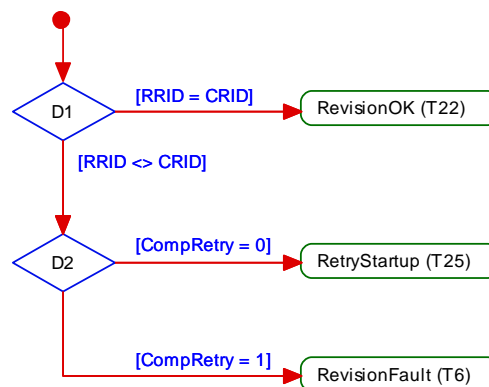 [RRID = CRID]
D1
RevisionOK (T22)
[RRID <> CRID]
[CompRetry = 0]
D2
RetryStartup (T25)
[CompRetry = 1]
RevisionFault (T6)